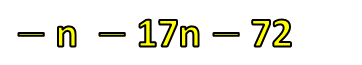 — n — 17n — 72